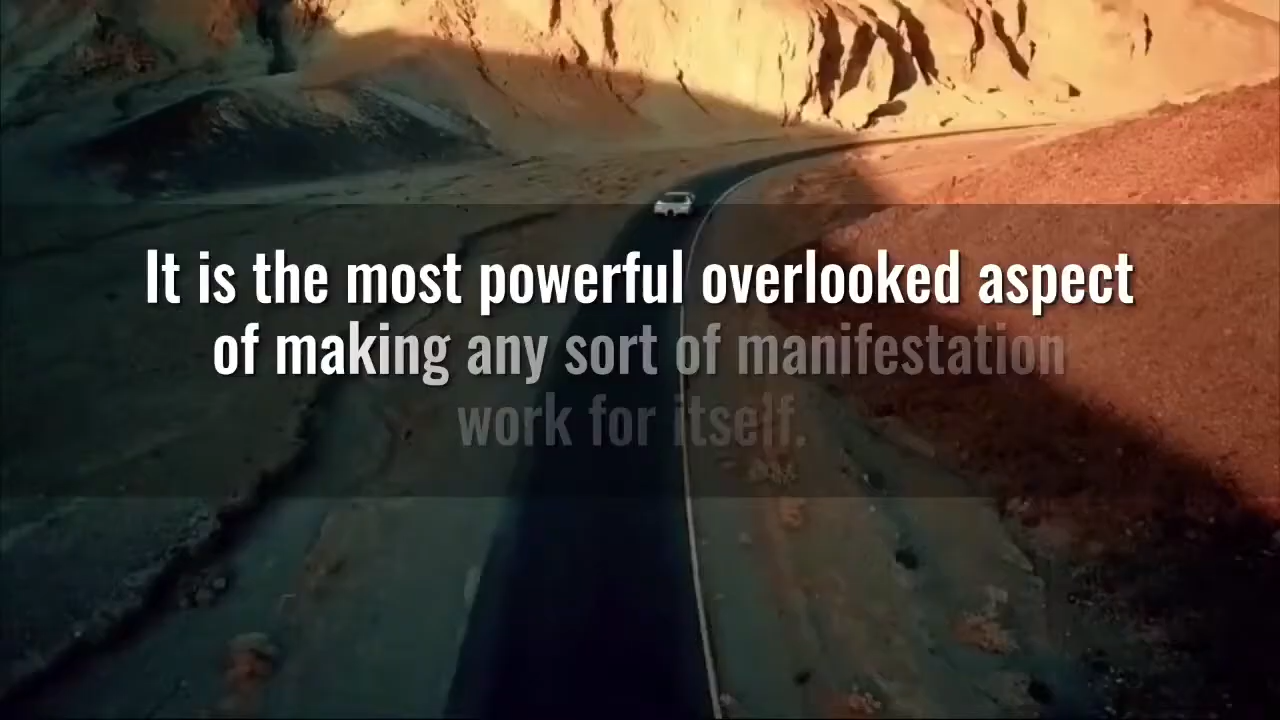 It is the most powerful overlooked aspect
of making any sort of manifestation
work for itself.